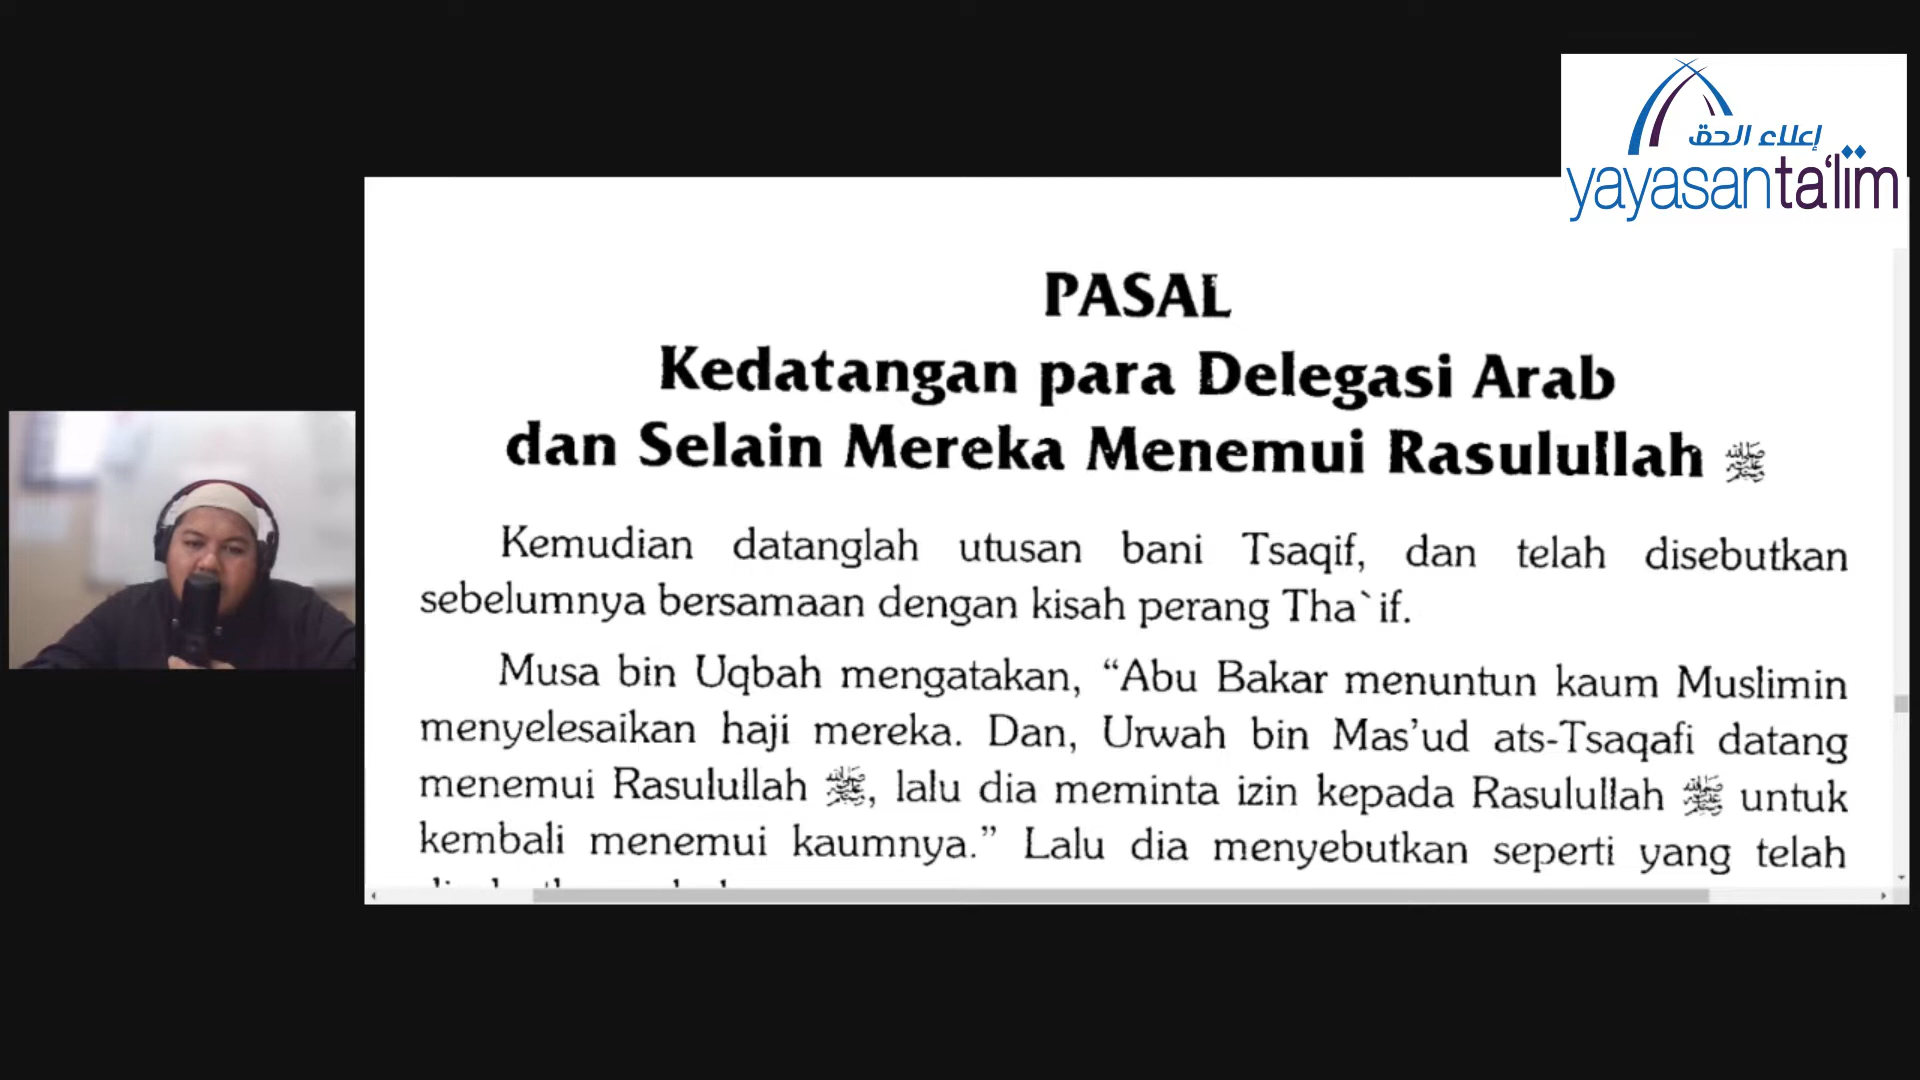 إعلاء الحق
yayasanta'lim
PASAL
Kedatangan para Delegasi Arab
dan Selain Mereka Menemui Rasulullah ﷺ
Kemudian datanglah utusan bani Tsaqif, dan telah disebutkan
sebelumnya bersamaan dengan kisah perang Tha`if.
Musa bin Uqbah mengatakan, “Abu Bakar menuntun kaum Muslimin
menyelesaikan haji mereka. Dan, Urwah bin Mas’ud ats-Tsaqafi datang
menemui Rasulullah ﷺ, lalu dia meminta izin kepada Rasulullah ﷺ untuk
kembali menemui kaumnya.” Lalu dia menyebutkan seperti yang telah